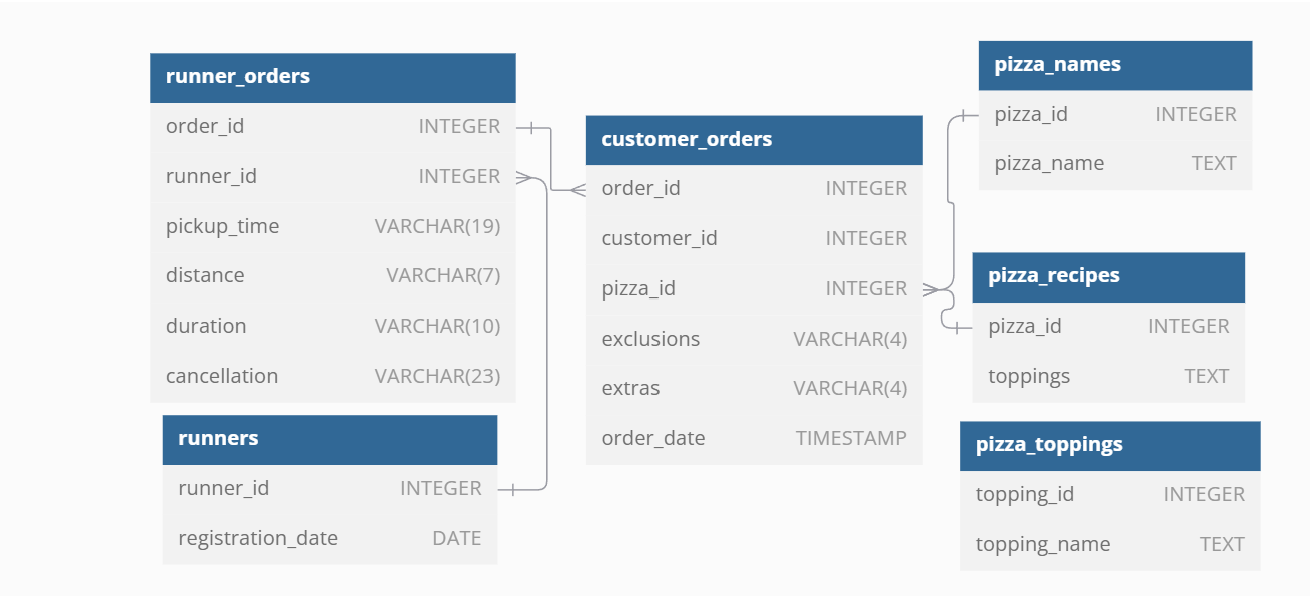 runner_orders
order_id INTEGER
runner_id INTEGER
pickup_time VARCHAR(19)
distance VARCHAR(7)
duration VARCHAR(10)
cancellation VARCHAR(23)
runners
runner_id INTEGER
registration_date DATE
customer_orders
order_id INTEGER
customer_id INTEGER
pizza_id INTEGER
exclusions VARCHAR(4)
extras VARCHAR(4)
order_date TIMESTAMP
pizza_names
pizza_id INTEGER
pizza_name TEXT
pizza_recipes
pizza_id INTEGER
toppings TEXT
pizza_toppings
topping_id INTEGER
topping_name TEXT